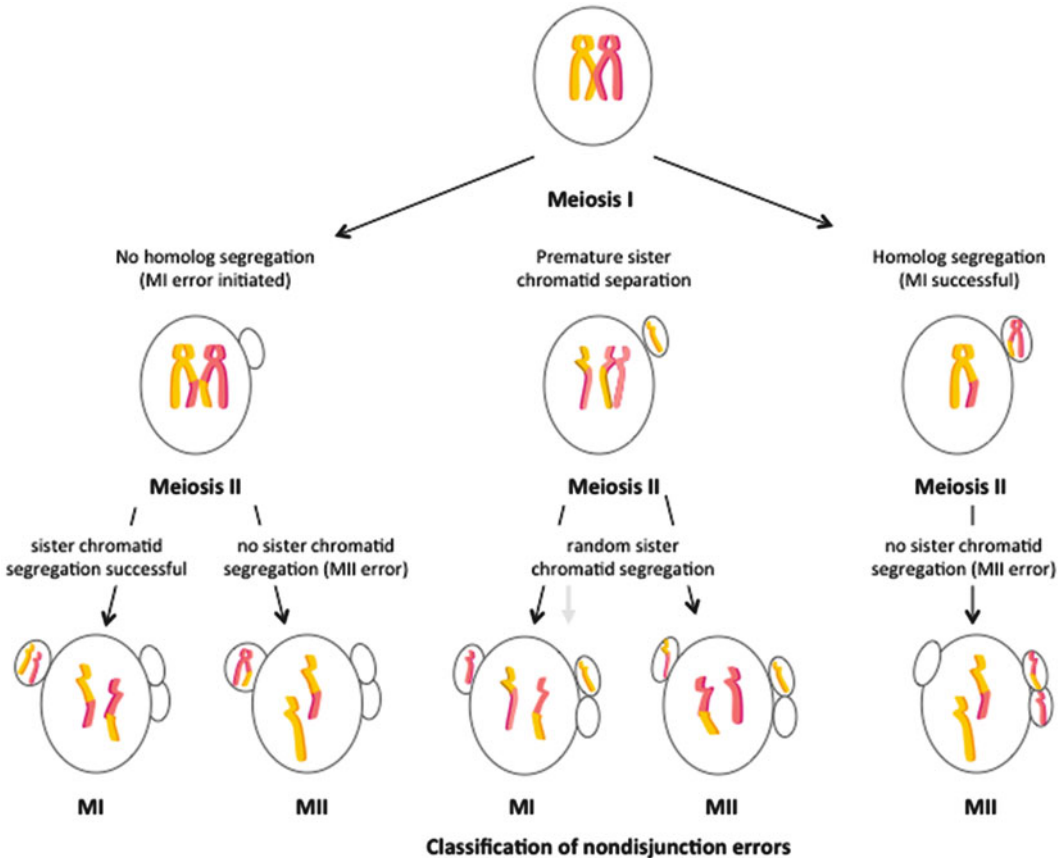 Meiosis I
No homolog segregation
(MI error initiated)
Premature sister
chromatid separation
Homolog segregation
(MI successful)
Meiosis II
Meiosis II
Meiosis II
sister chromatid
segregation successful
no sister chromatid
segregation (MII error)
random sister
chromatid segregation
no sister chromatid
segregation (MII error)
MI
MII
MI
MII
MII
Classification of nondisjunction errors